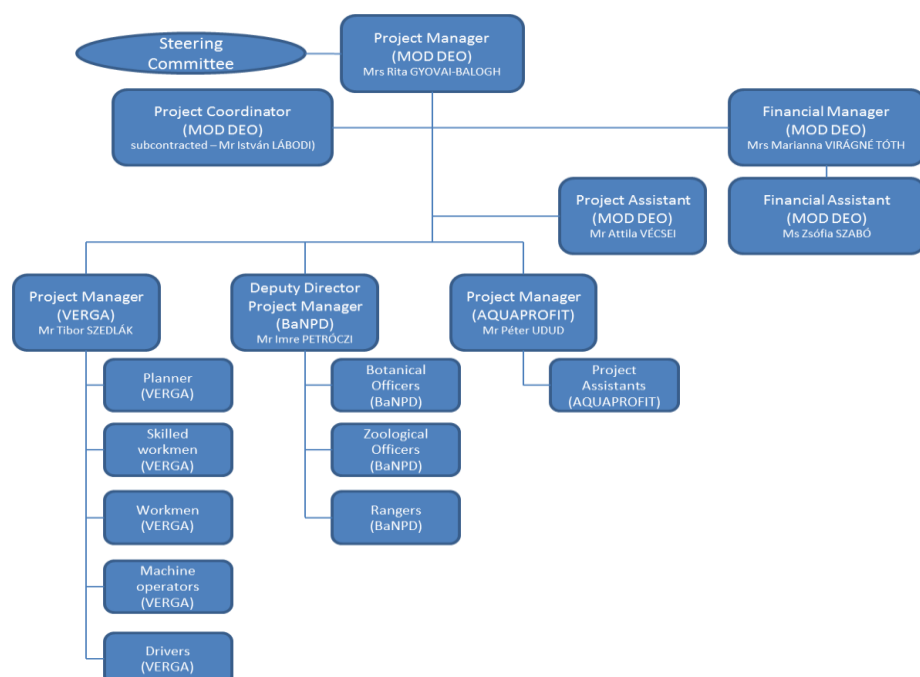 Steering
Committee
Project Manager
(MOD DEO)
Mrs Rita GYOVAI-BALOGH
Project Coordinator
(MOD DEO)
subcontracted – Mr István LÁBODI)
Financial Manager
(MOD DEO)
Mrs Marianna VIRÁGNÉ TÓTH
Project Assistant
(MOD DEO)
Mr Attila VÉCSEI
Financial Assistant
(MOD DEO)
Ms Zsófia SZABÓ
Project Manager
(VERGA)
Mr Tibor SZEDLÁK
Deputy Director
Project Manager
(BaNPD)
Mr Imre PETRÓCZI
Project Manager
(AQUAPROFIT)
Mr Péter UDUD
Planner
(VERGA)
Skilled
workmen
(VERGA)
Workmen
(VERGA)
Machine
operators
(VERGA)
Drivers
(VERGA)
Botanical
Officers
(BaNPD)
Zoological
Officers
(BaNPD)
Rangers
(BaNPD)
Project
Assistants
(AQUAPROFIT)